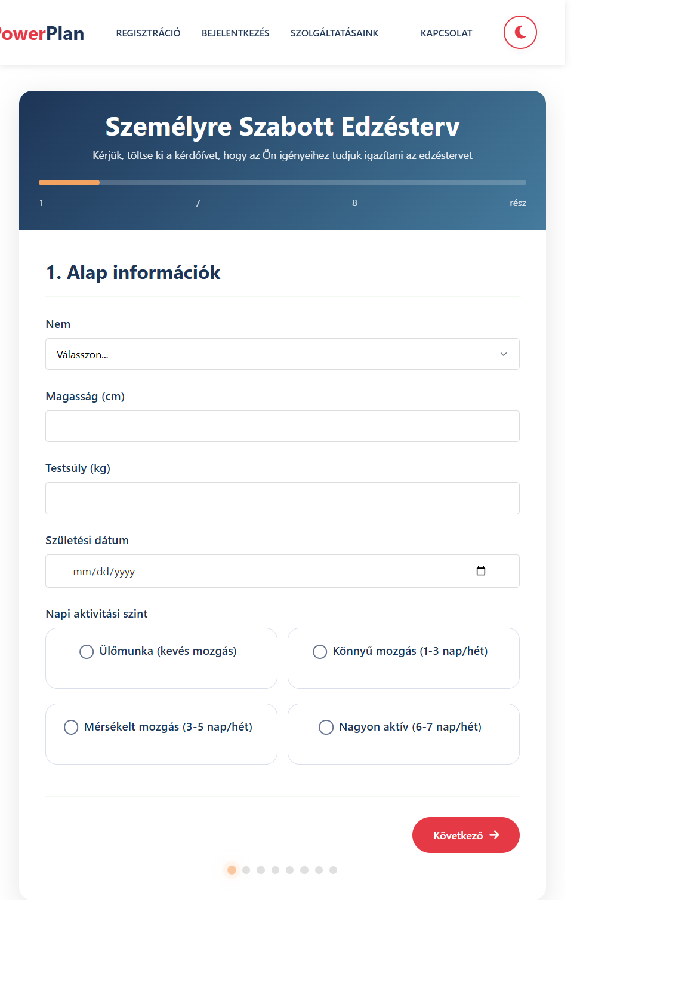 PowerPlan
REGISZTRÁCIÓ BEJELENTKEZÉS SZOLGÁLTATÁSAINK KAPCSOLAT
Személyre Szabott Edzésterv
Kérjük, töltse ki a kérdőívet, hogy az Ön igényeihez tudjuk igazítani az edzéstervet
1 / 8 rész
1. Alap információk
Nem
Válasszon...
Magasság (cm)
Testsúly (kg)
Születési dátum
mm/dd/yyyy
Napi aktivitási szint
Ülőmunka (kevés mozgás)
Könnyű mozgás (1-3 nap/hét)
Mérsékelt mozgás (3-5 nap/hét)
Nagyon aktív (6-7 nap/hét)
Következő